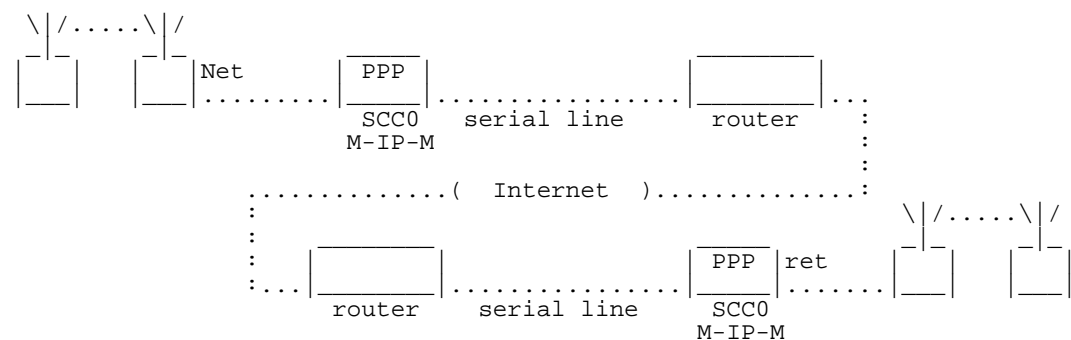 Net PPP
SCC0 serial line router
M-IP-M
( Internet )
PPP ret
router serial line SCC0
M-IP-M